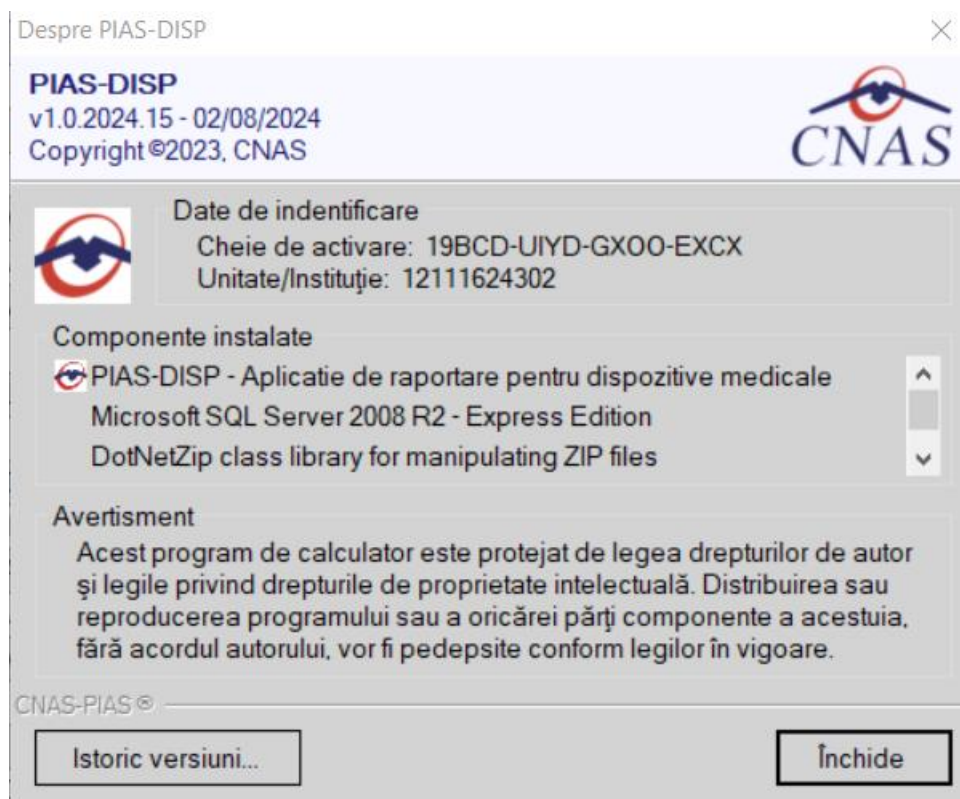 Despre PIAS-DISP
PIAS-DISP
v1.0.2024.15 - 02/08/2024
Copyright ©2023, CNAS
CNAS
Date de indentificare
Cheie de activare: 19BCD-UIYD-GXOO-EXCX
Unitate/Instituţie: 12111624302
Componente instalate
PIAS-DISP - Aplicatie de raportare pentru dispozitive medicale
Microsoft SQL Server 2008 R2 - Express Edition
DotNetZip class library for manipulating ZIP files
Avertisment
Acest program de calculator este protejat de legea drepturilor de autor
şi legile privind drepturile de proprietate intelectuală. Distribuirea sau
reproducerea programului sau a oricărei părţi componente a acestuia,
fără acordul autorului, vor fi pedepsite conform legilor în vigoare.
CNAS-PIAS ®
Istoric versiuni...
Închide